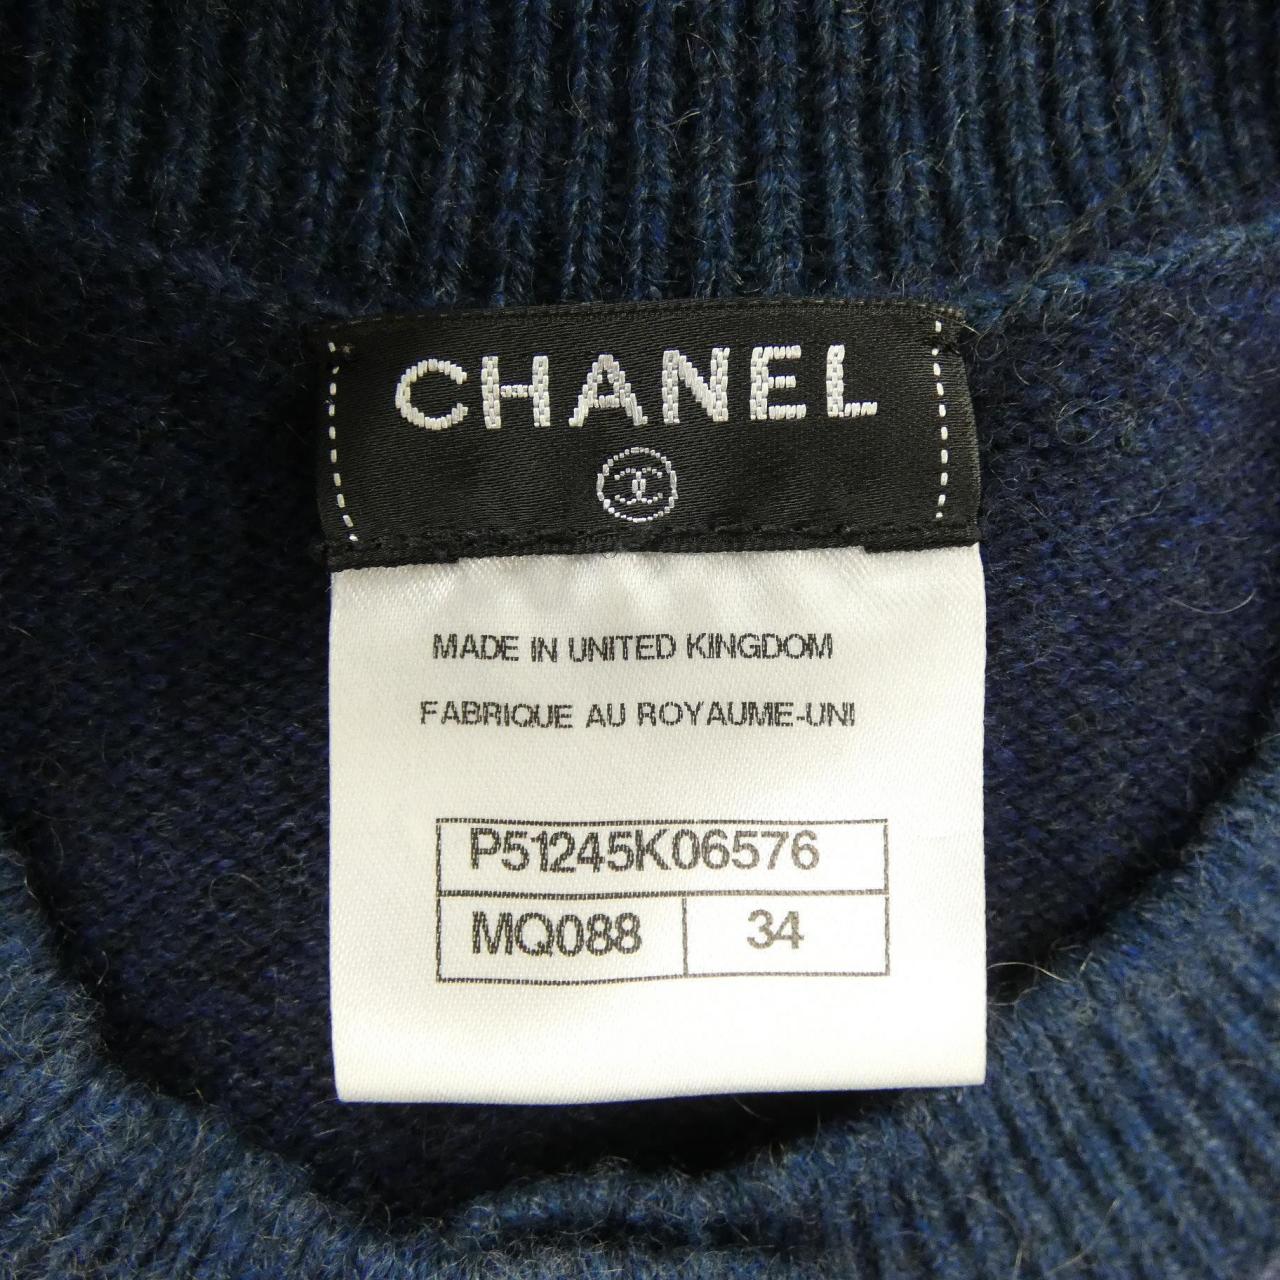 CHANEL
MADE IN UNITED KINGDOM
FABRIQUE AU ROYAUME-UNI
P51245K06576
MQ088 34